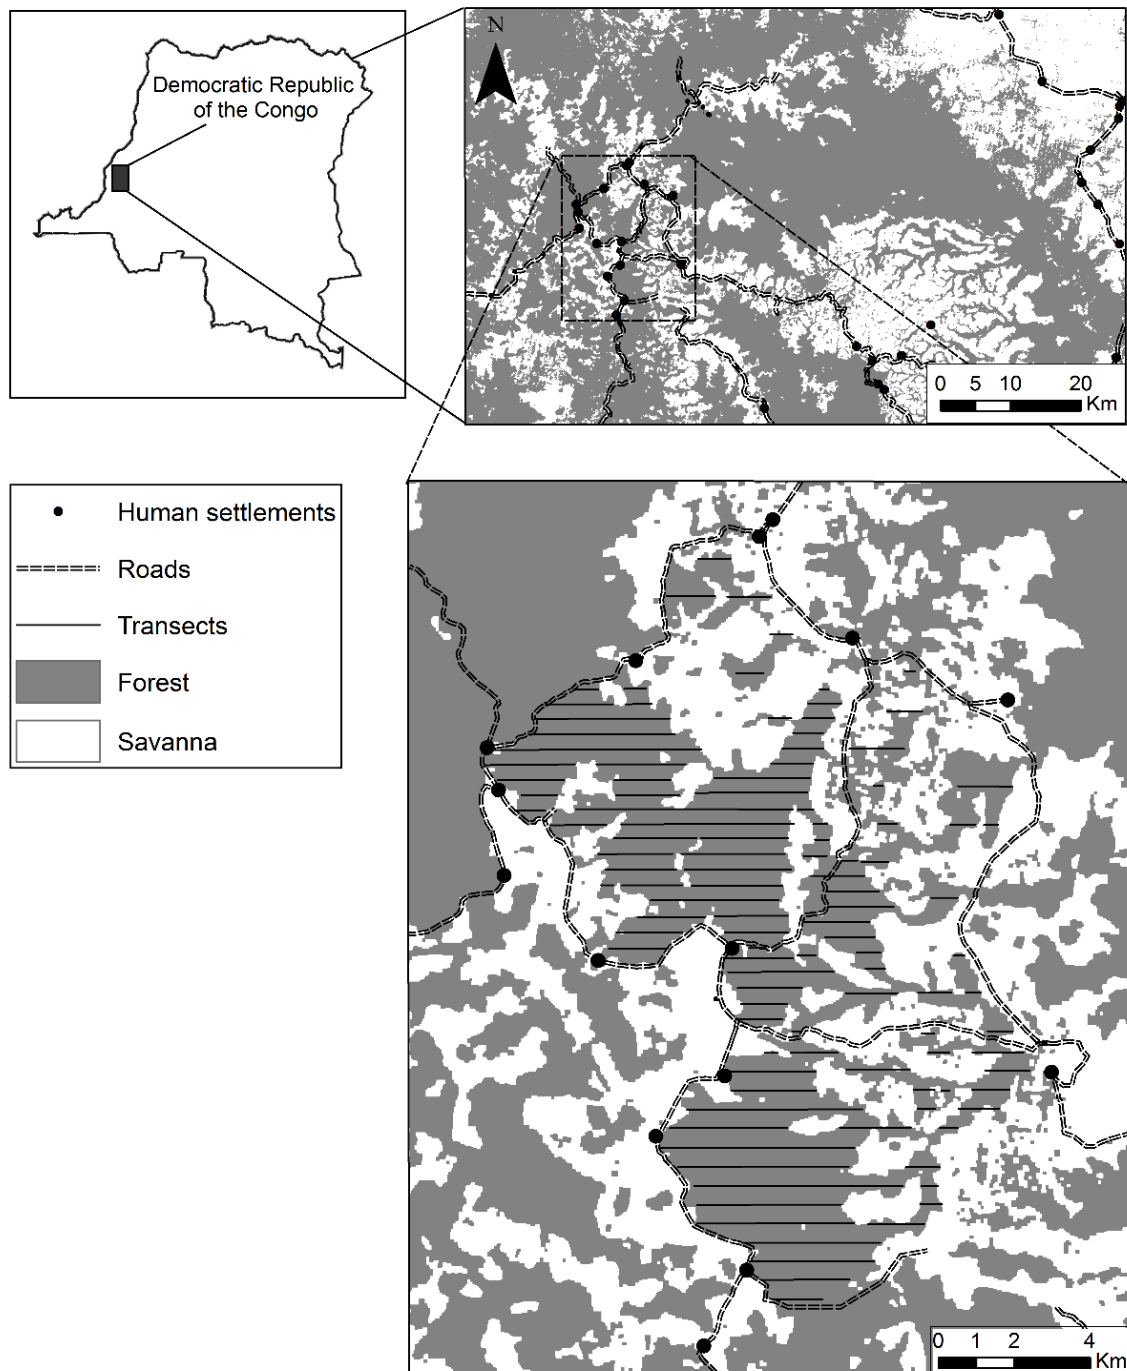 Democratic Republic
of the Congo
N
0 5 10 20
Km
Human settlements
Roads
Transects
Forest
Savanna
0 1 2 4
Km